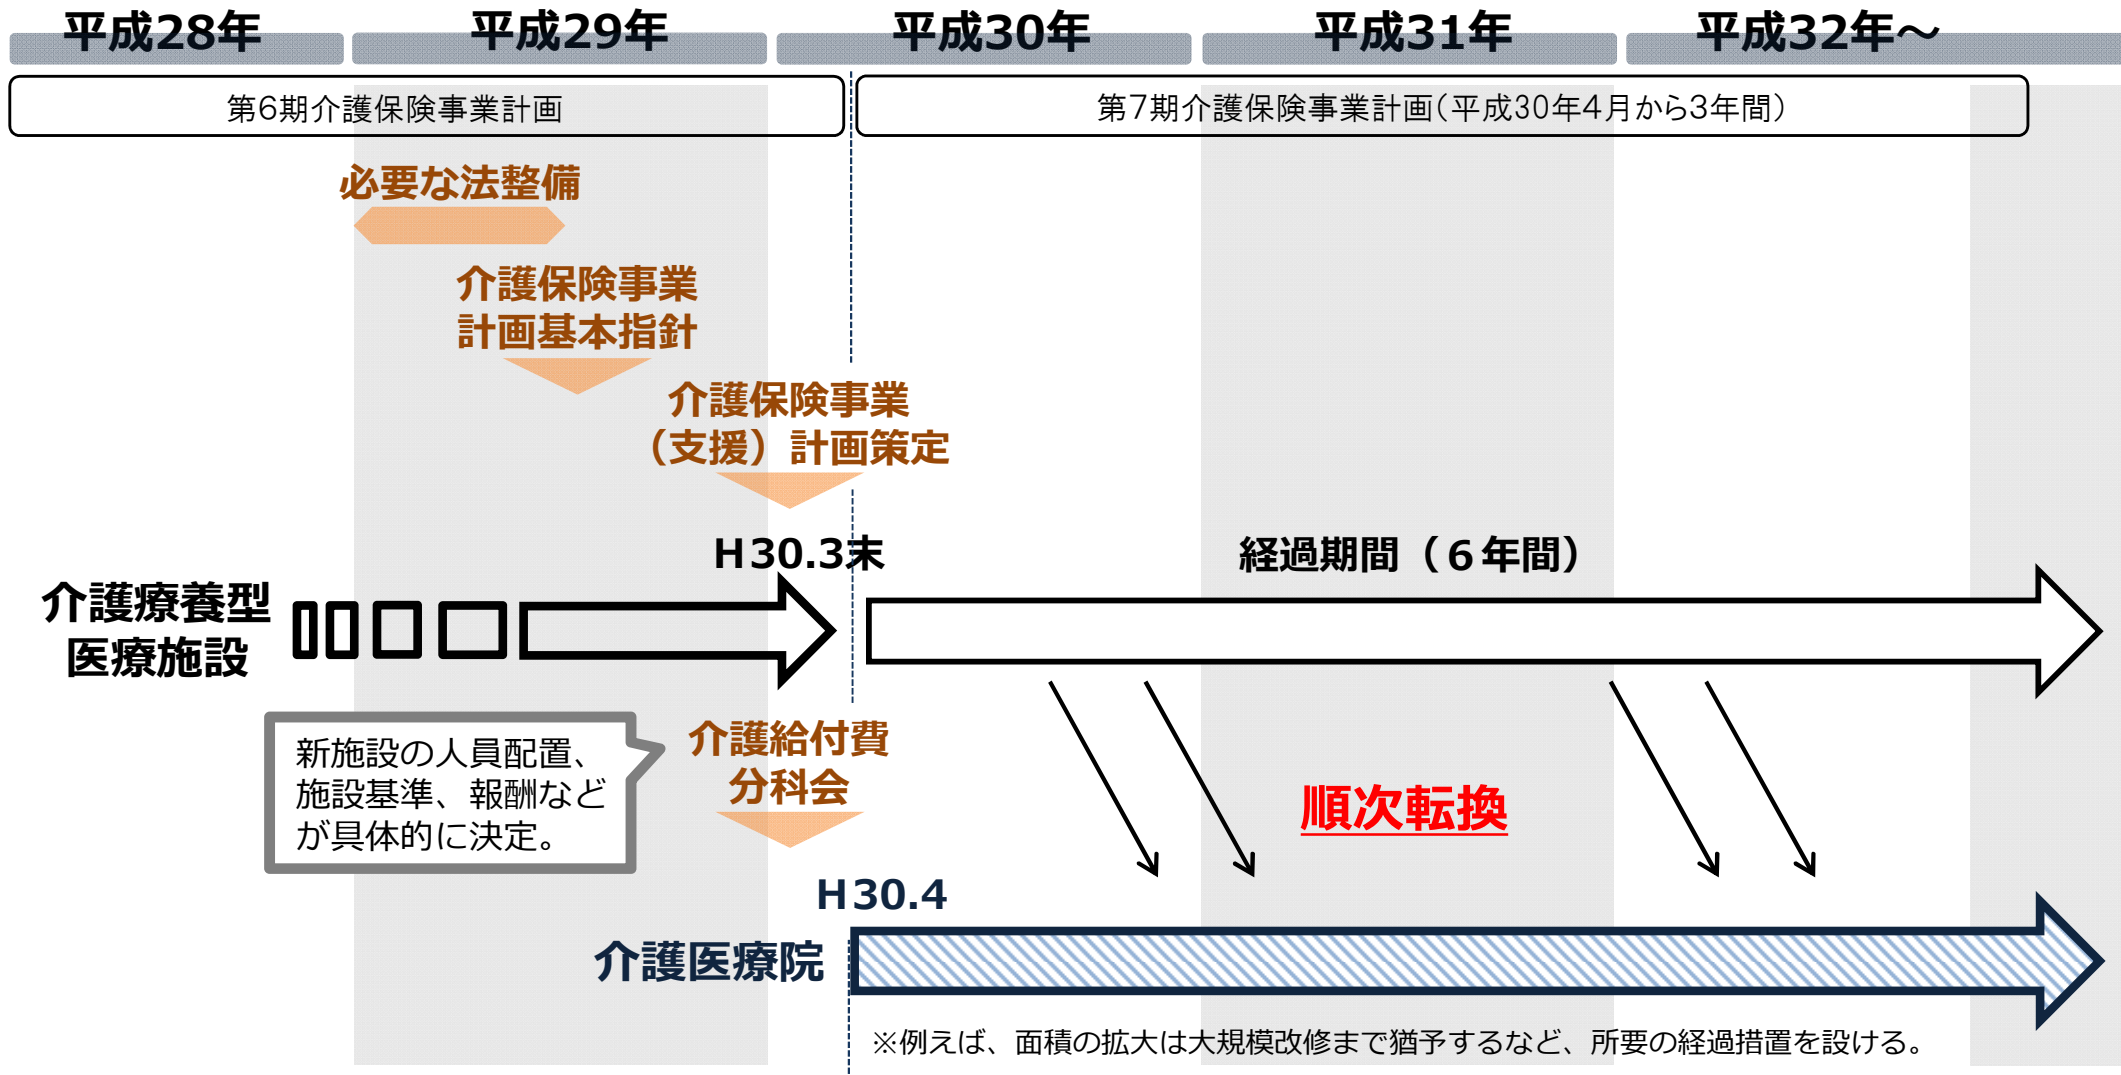 平成28年
平成29年
平成30年
平成31年
平成32年～
第6期介護保険事業計画
第7期介護保険事業計画（平成30年4月から3年間）
必要な法整備
介護保険事業
計画基本指針
介護保険事業
（支援）計画策定
H30.3末
経過期間（６年間）
介護療養型
医療施設
新施設の人員配置、
施設基準、報酬など
が具体的に決定。
介護給付費
分科会
順次転換
H30.4
介護医療院
※例えば、面積の拡大は大規模改修まで猶予するなど、所要の経過措置を設ける。